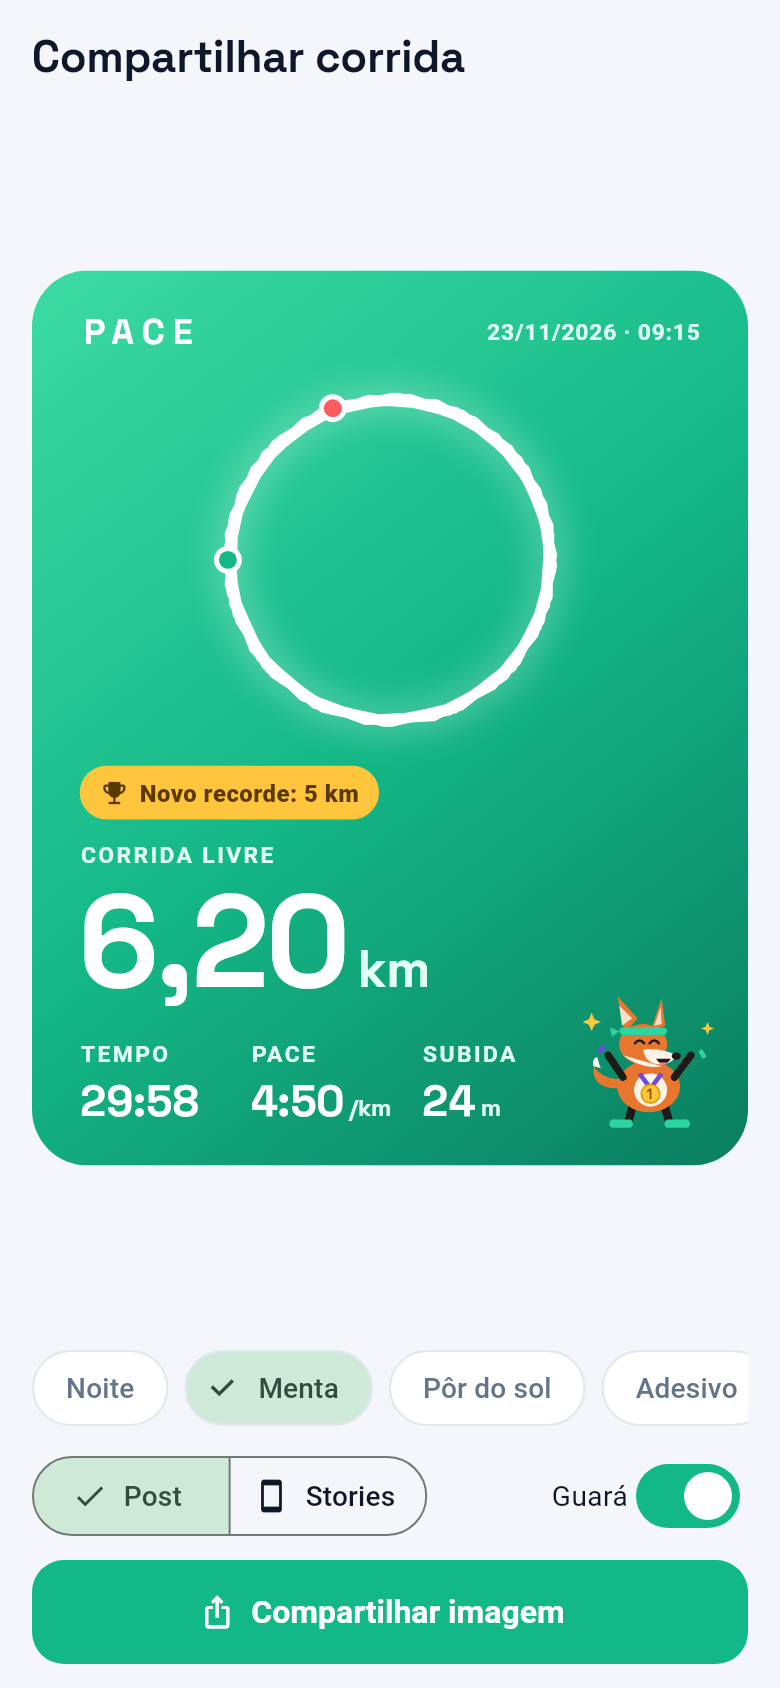 Compartilhar corrida
PACE
23/11/2026 · 09:15
Novo recorde: 5 km
CORRIDA LIVRE
6,20 km
TEMPO PACE SUBIDA
29:58 4:50 /km 24 m
1
Noite Menta Pôr do sol Adesivo
Post Stories Guará
Compartilhar imagem